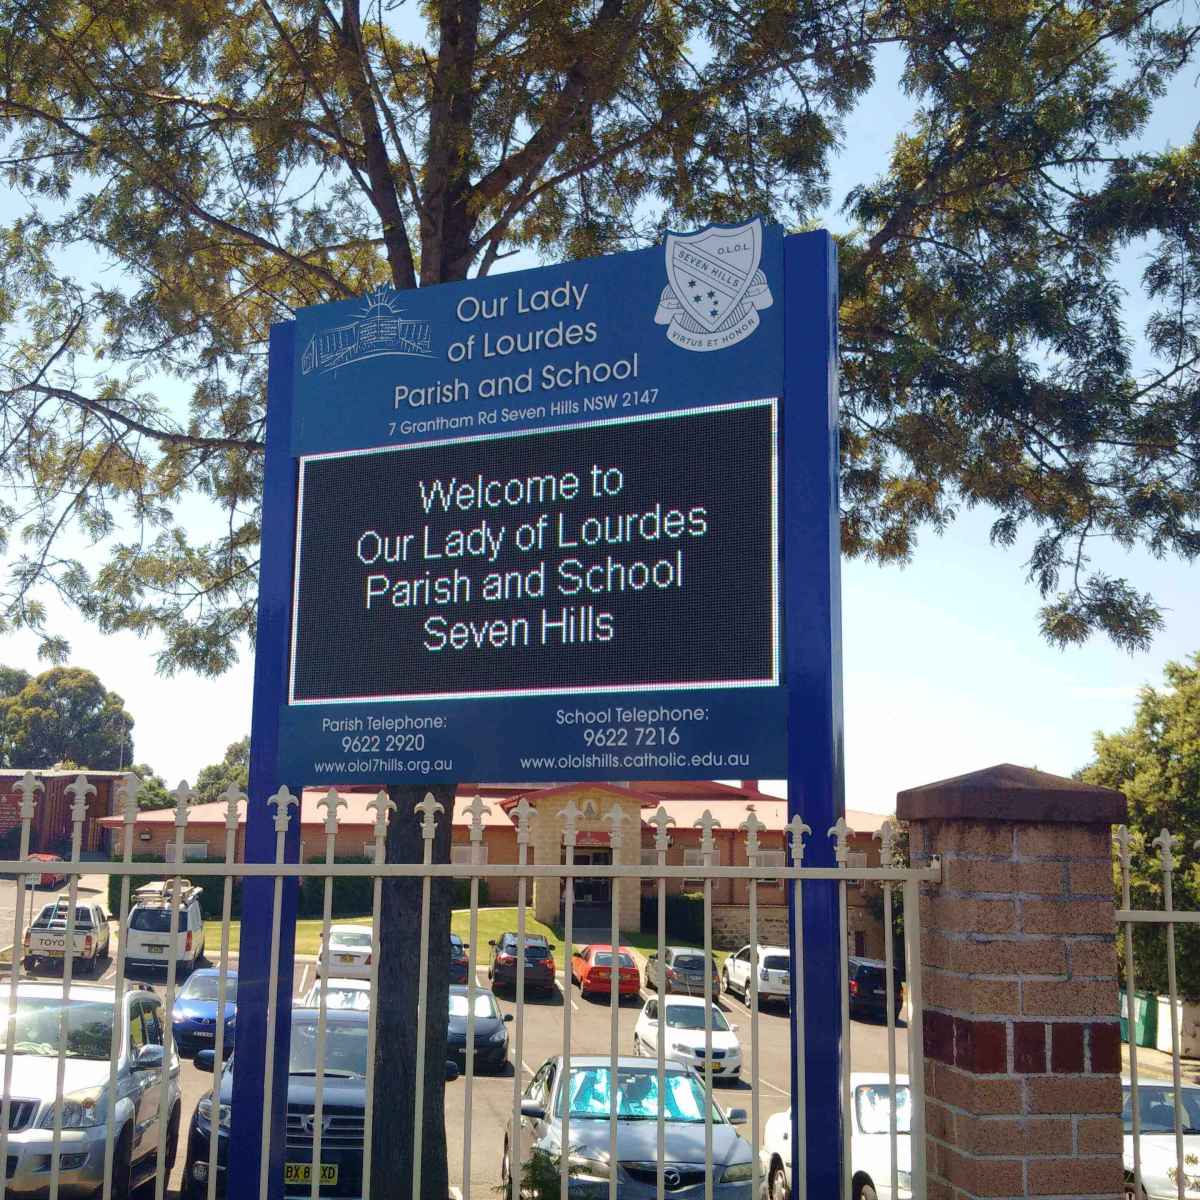 Our Lady
of Lourdes
Parish and School
7 Grantham Rd Seven Hills NSW 2147
O.L.O.L
SEVEN HILLS
VIRTUS ET HONOR
Welcome to
Our Lady of Lourdes
Parish and School
Seven Hills
Parish Telephone:
9622 2920
www.olol7hills.org.au
School Telephone:
9622 7216
www.ololshills.catholic.edu.au
TOYOTA